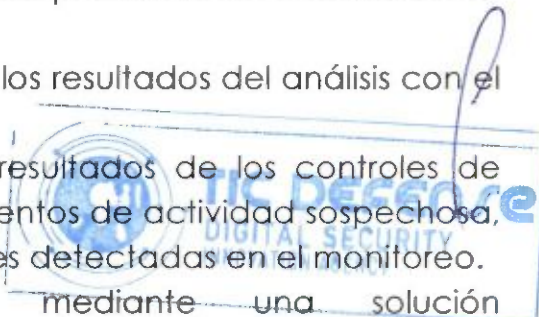 los resultados del análisis con el
resultados de los controles de
entos de actividad sospechosa,
es detectadas en el monitoreo.
mediante una solución
TIC DEFENSE
DIGITAL SECURITY